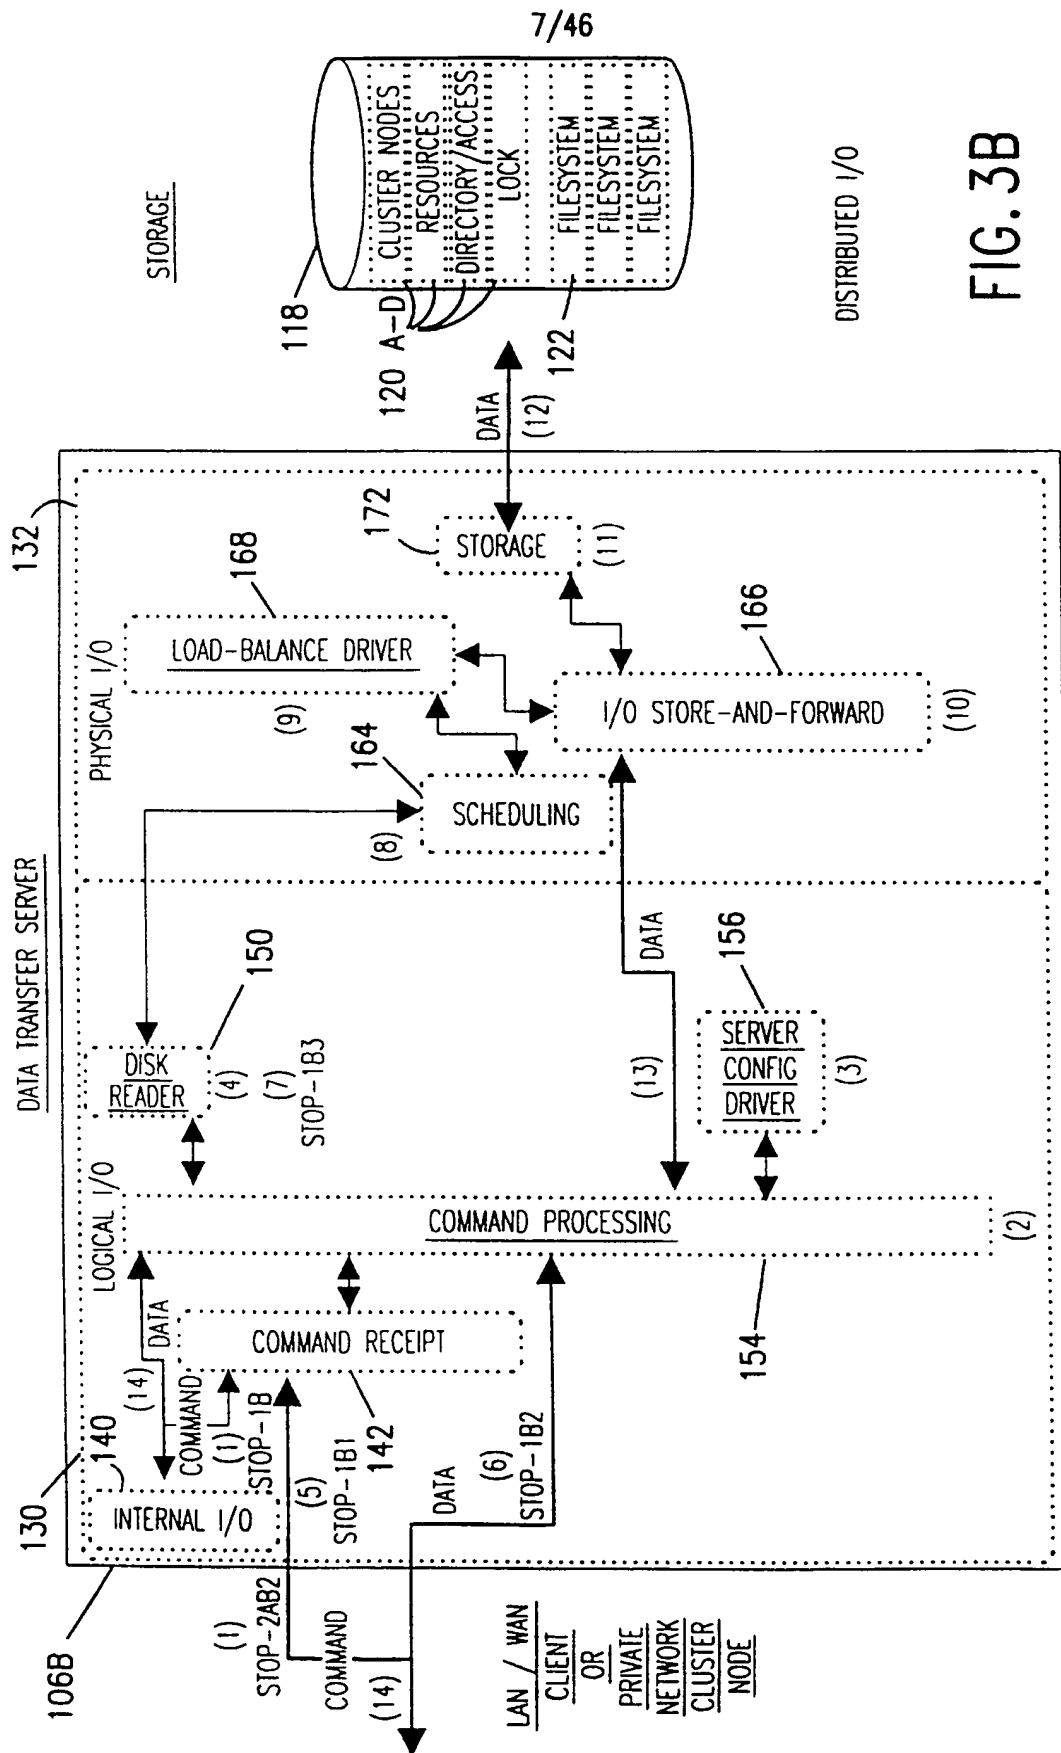 7/46
DATA TRANSFER SERVER
STORAGE
LAN / WAN
CLIENT
OR
PRIVATE
NETWORK
CLUSTER
NODE
106B
130
132
LOGICAL I/O
PHYSICAL I/O
140
INTERNAL I/O
(14)
DATA
COMMAND
(1)
STOP-1B
(1)
STOP-2AB2
COMMAND
(14)
COMMAND RECEIPT
142
(5)
STOP-1B1
DATA
(6)
STOP-1B2
COMMAND PROCESSING
(2)
154
DISK
READER
150
(4)
(7)
STOP-1B3
SERVER
CONFIG
DRIVER
156
(3)
(13)
DATA
SCHEDULING
164
(8)
LOAD-BALANCE DRIVER
168
(9)
I/O STORE-AND-FORWARD
166
(10)
STORAGE
172
(11)
DATA
(12)
118
120 A-D
CLUSTER NODES
RESOURCES
DIRECTORY/ACCESS
LOCK
FILESYSTEM
FILESYSTEM
FILESYSTEM
122
DISTRIBUTED I/O
FIG. 3B